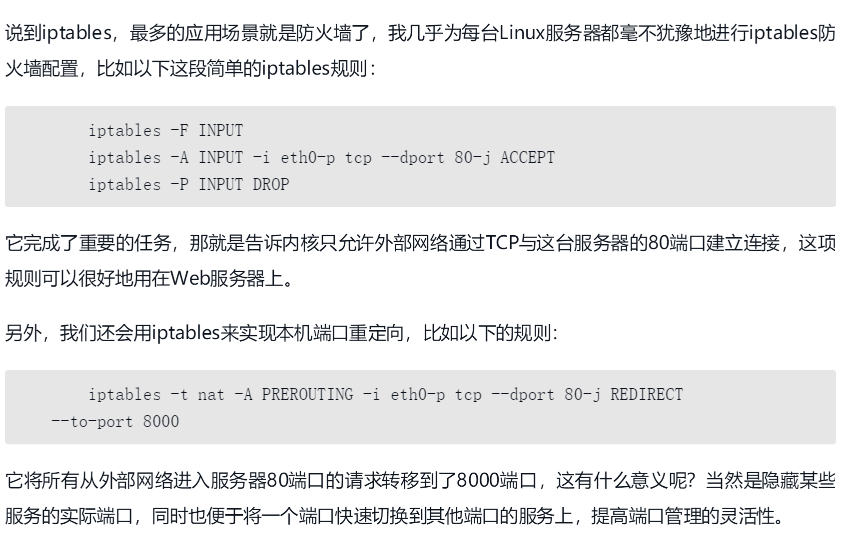 说到iptables，最多的应用场景就是防火墙了，我几乎为每台Linux服务器都毫不犹豫地进行iptables防
火墙配置，比如以下这段简单的iptables规则：
iptables -F INPUT
iptables -A INPUT -i eth0-p tcp --dport 80-j ACCEPT
iptables -P INPUT DROP
它完成了重要的任务，那就是告诉内核只允许外部网络通过TCP与这台服务器的80端口建立连接，这项
规则可以很好地用在Web服务器上。
另外，我们还会用iptables来实现本机端口重定向，比如以下的规则：
iptables -t nat -A PREROUTING -i eth0-p tcp --dport 80-j REDIRECT
--to-port 8000
它将所有从外部网络进入服务器80端口的请求转移到了8000端口，这有什么意义呢？当然是隐藏某些
服务的实际端口，同时也便于将一个端口快速切换到其他端口的服务上，提高端口管理的灵活性。